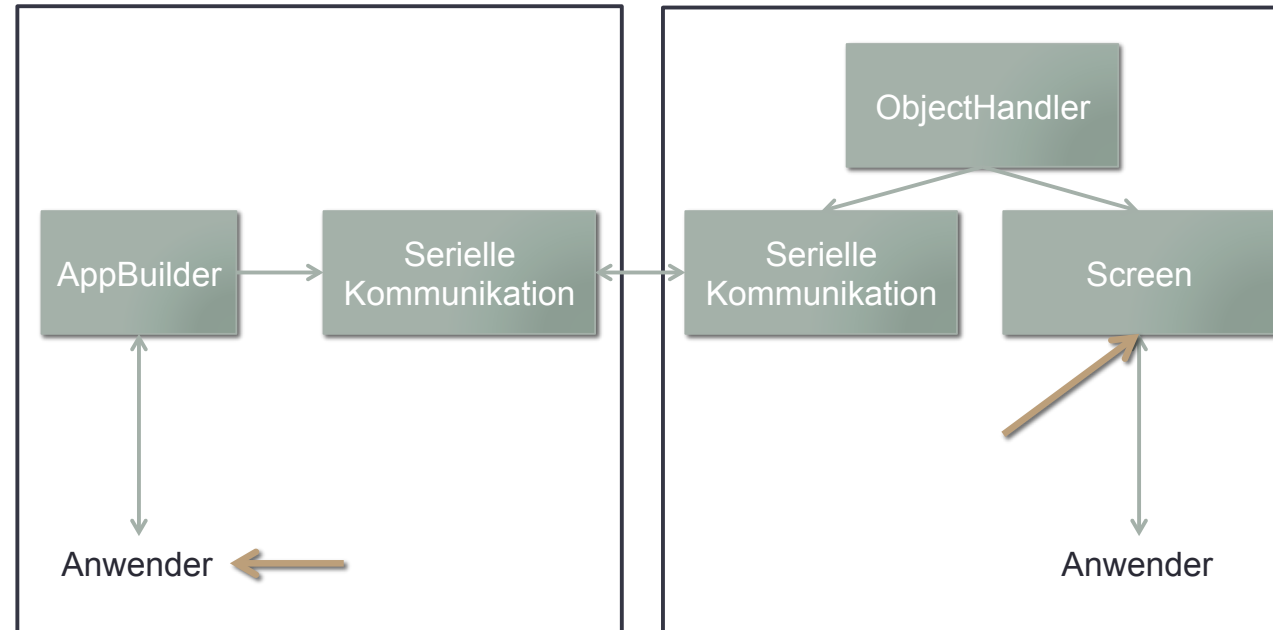 ObjectHandler
AppBuilder
Serielle
Kommunikation
Serielle
Kommunikation
Screen
Anwender
Anwender